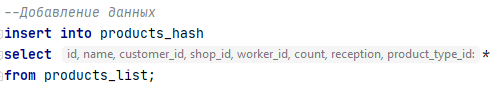 --Добавление данных
insert into products_hash
select id, name, customer_id, shop_id, worker_id, count, reception, product_type_id: *
from products_list;